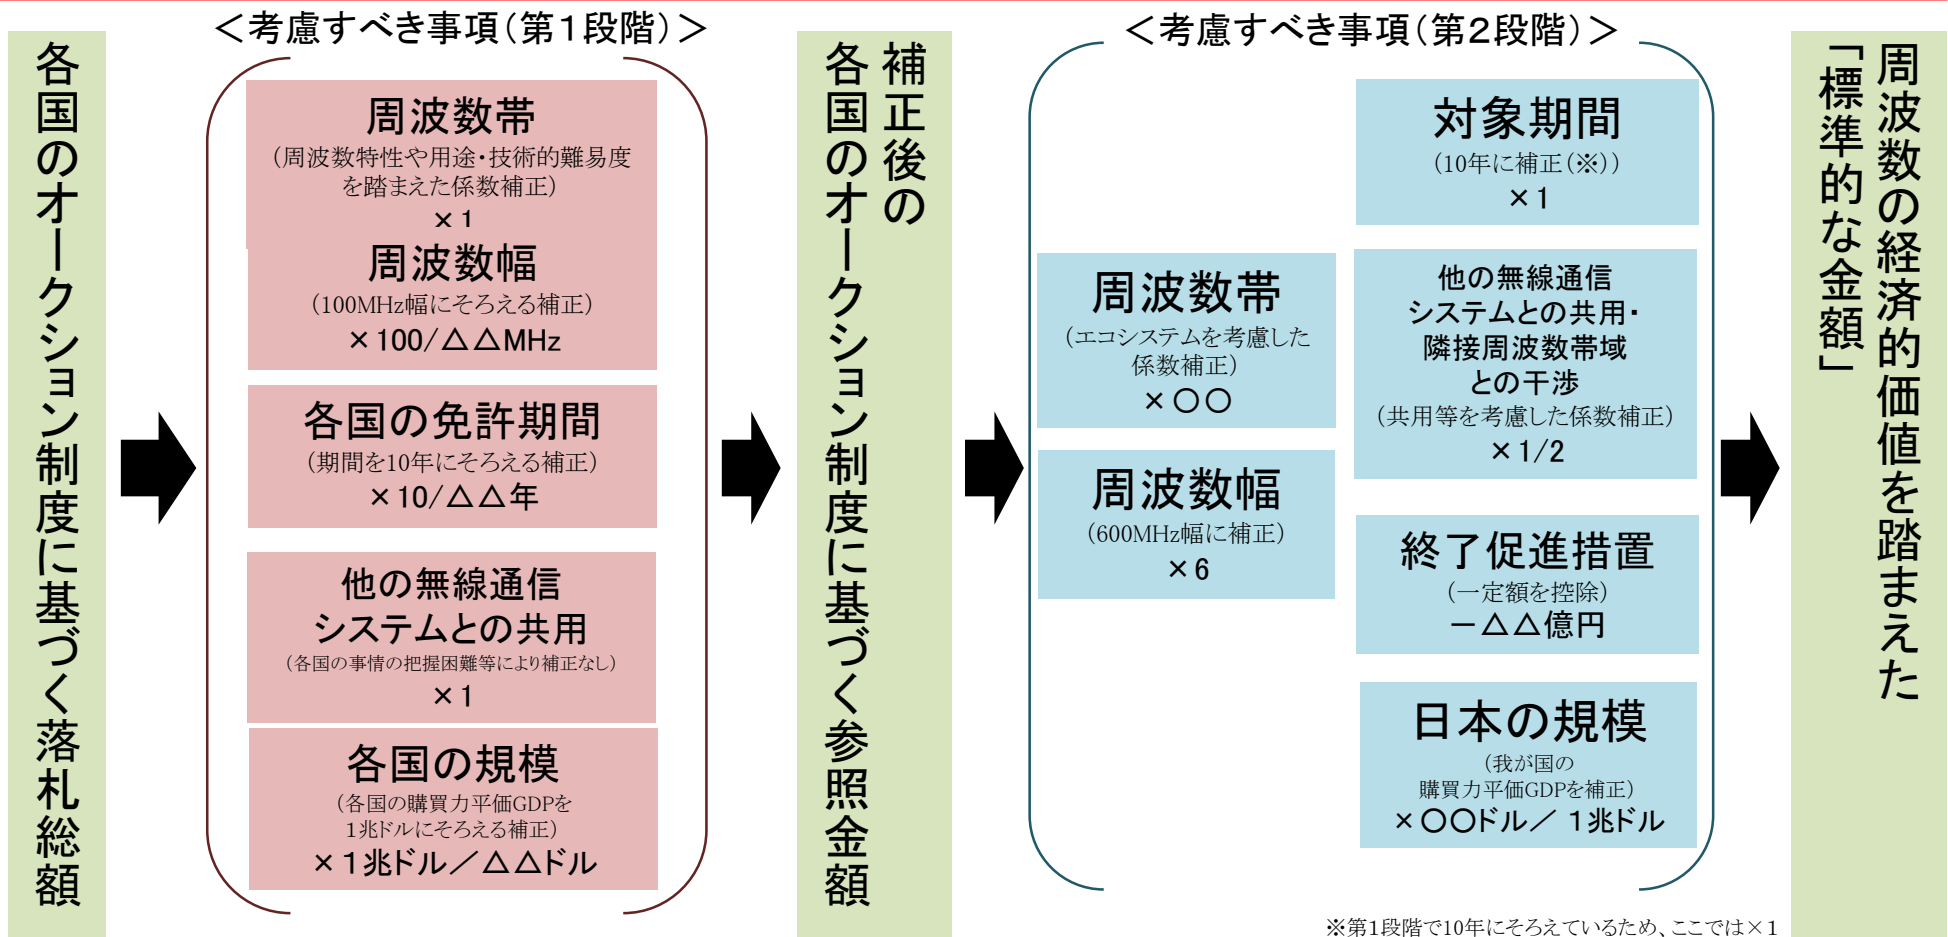 各国のオークション制度に基づく落札総額
＜考慮すべき事項（第１段階）＞
周波数帯
（周波数特性や用途・技術的難易度
を踏まえた係数補正）
×１
周波数幅
（100MHz幅にそろえる補正）
×100/△△MHz
各国の免許期間
（期間を10年にそろえる補正）
×10/△△年
他の無線通信
システムとの共用
（各国の事情の把握困難等により補正なし）
×１
各国の規模
（各国の購買力平価GDPを
１兆ドルにそろえる補正）
×１兆ドル／△△ドル
補正後の
各国のオークション制度に基づく参照金額
＜考慮すべき事項（第２段階）＞
周波数帯
（エコシステムを考慮した
係数補正）
×○○
周波数幅
（600MHz幅に補正）
×6
対象期間
（10年に補正（※））
×１
他の無線通信
システムとの共用・
隣接周波数帯域
との干渉
（共用等を考慮した係数補正）
×1/2
終了促進措置
（一定額を控除）
－△△億円
日本の規模
（我が国の
購買力平価GDPを補正）
×○○ドル／１兆ドル
周波数の経済的価値を踏まえた
「標準的な金額」
※第1段階で10年にそろえているため、ここでは×1